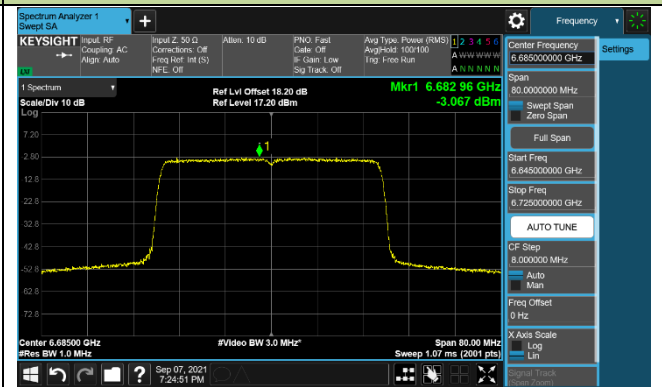 Spectrum Analyzer 1
Swept SA
+
Frequency
KEYSIGHT
Input: RF
Coupling: AC
Align: Auto
Input Z: 50 Ω
Corrections: Off
Freq Ref: Int (S)
NFE: Off
Atten: 10 dB
PNO: Fast
Gate: Off
IF Gain: Low
Sig Track: Off
Avg Type: Power (RMS)
Avg|Hold: 100/100
Trig: Free Run
1 2 3 4 5 6
A W W W W W
A N N N N N
LXI
Center Frequency
6.685000000 GHz
Settings
Span
80.0000000 MHz
Swept Span
Zero Span
Full Span
Start Freq
6.645000000 GHz
Stop Freq
6.725000000 GHz
AUTO TUNE
CF Step
8.000000 MHz
Auto
Man
Freq Offset
0 Hz
X Axis Scale
Log
Lin
Signal Track
(Span Zoom)
1 Spectrum
Scale/Div 10 dB
Log
Ref Lvl Offset 18.20 dB
Ref Level 17.20 dBm
Mkr1 6.682 96 GHz
-3.067 dBm
1
7.20
-2.80
-12.8
-22.8
-32.8
-42.8
-52.8
-62.8
-72.8
Center 6.68500 GHz
#Res BW 1.0 MHz
#Video BW 3.0 MHz*
Span 80.00 MHz
Sweep 1.07 ms (2001 pts)
?
Sep 07, 2021
7:24:51 PM